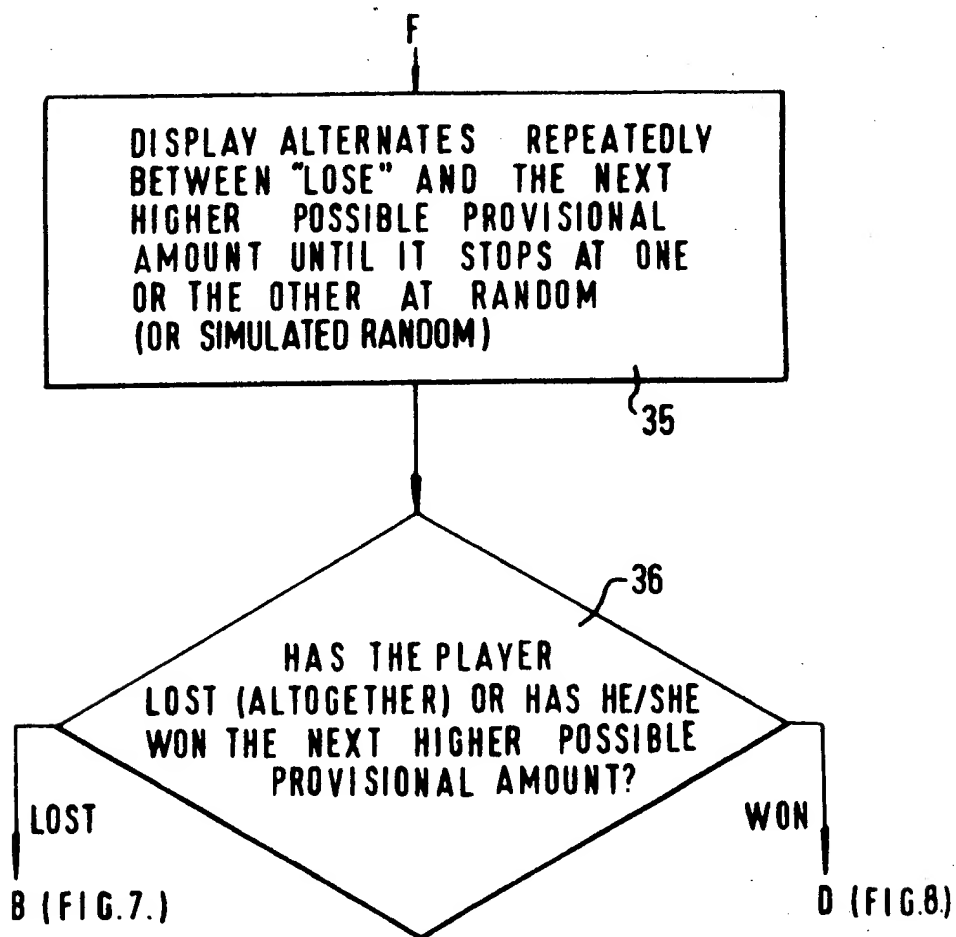 F
DISPLAY ALTERNATES REPEATEDLY
BETWEEN "LOSE" AND THE NEXT
HIGHER POSSIBLE PROVISIONAL
AMOUNT UNTIL IT STOPS AT ONE
OR THE OTHER AT RANDOM
(OR SIMULATED RANDOM)
35
36
HAS THE PLAYER
LOST (ALTOGETHER) OR HAS HE/SHE
WON THE NEXT HIGHER POSSIBLE
PROVISIONAL AMOUNT?
LOST
WON
B (FIG.7.)
D (FIG.8.)